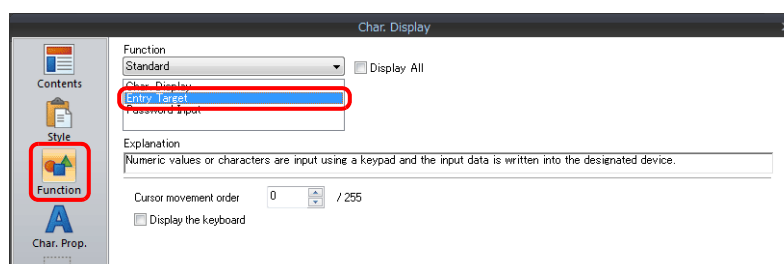 Char. Display
Contents
Style
Function
Char. Prop.
Function
Standard
Display All
Char. Display
Entry Target
Password Input
Explanation
Numeric values or characters are input using a keypad and the input data is written into the designated device.
Cursor movement order 0 / 255
Display the keyboard